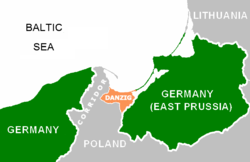 LITHUANIA
BALTIC
SEA
DANZIG
CORRIDOR
GERMANY
(EAST PRUSSIA)
GERMANY
POLAND